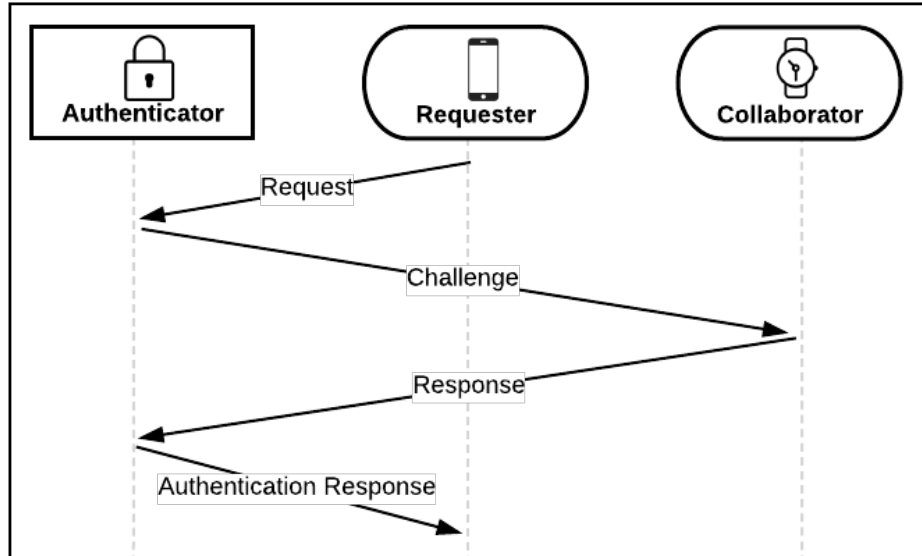 Authenticator
Requester
Collaborator
Request
Challenge
Response
Authentication Response